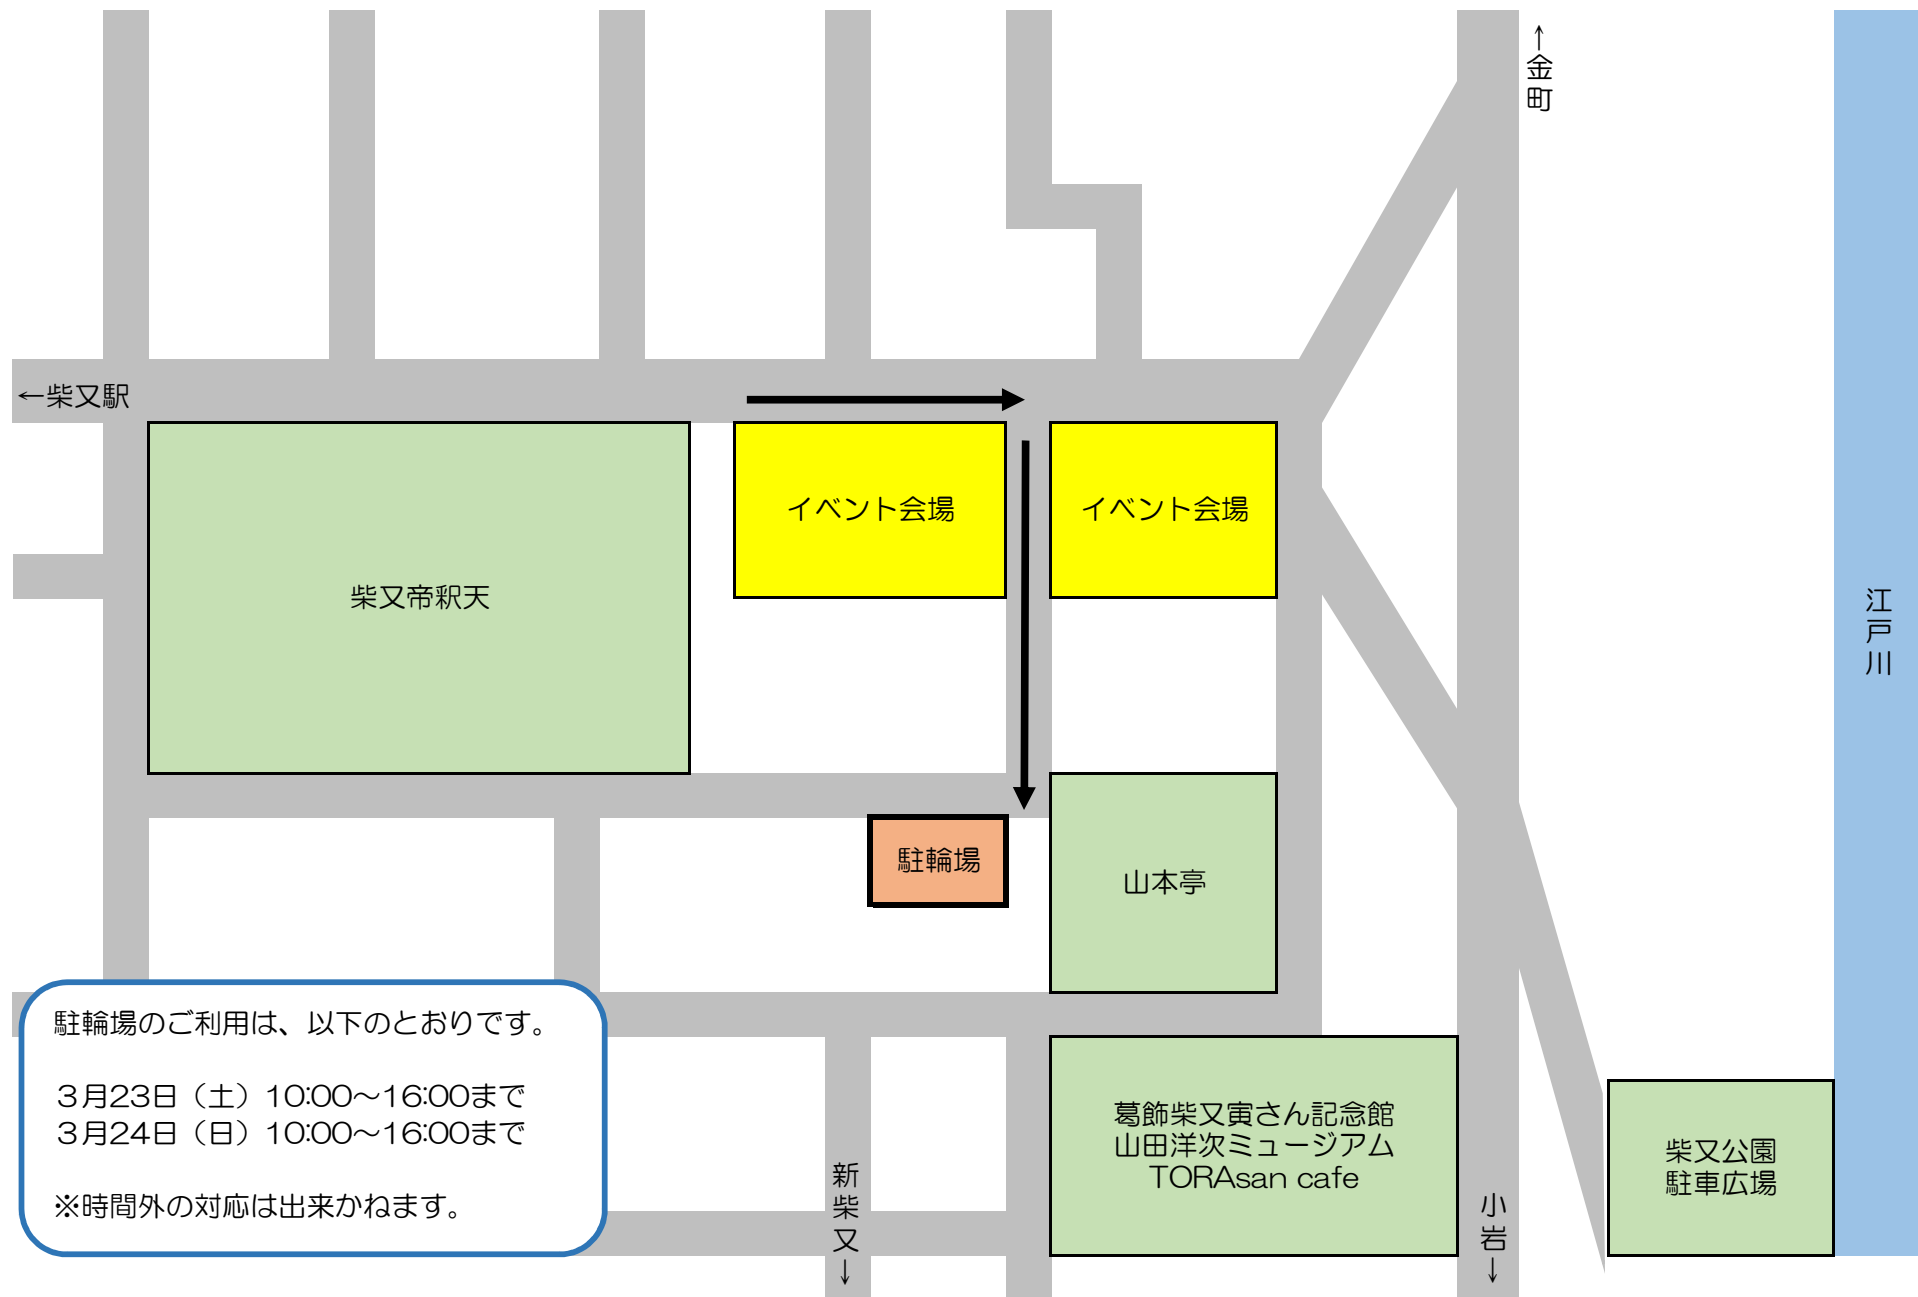 ↑金町
←柴又駅
イベント会場
イベント会場
柴又帝釈天
江戸川
駐輪場
山本亭
駐輪場のご利用は、以下のとおりです。
３月23日（土）10:00～16:00まで
３月24日（日）10:00～16:00まで
※時間外の対応は出来かねます。
新柴又↓
葛飾柴又寅さん記念館
山田洋次ミュージアム
TORAsan cafe
小岩↓
柴又公園
駐車広場